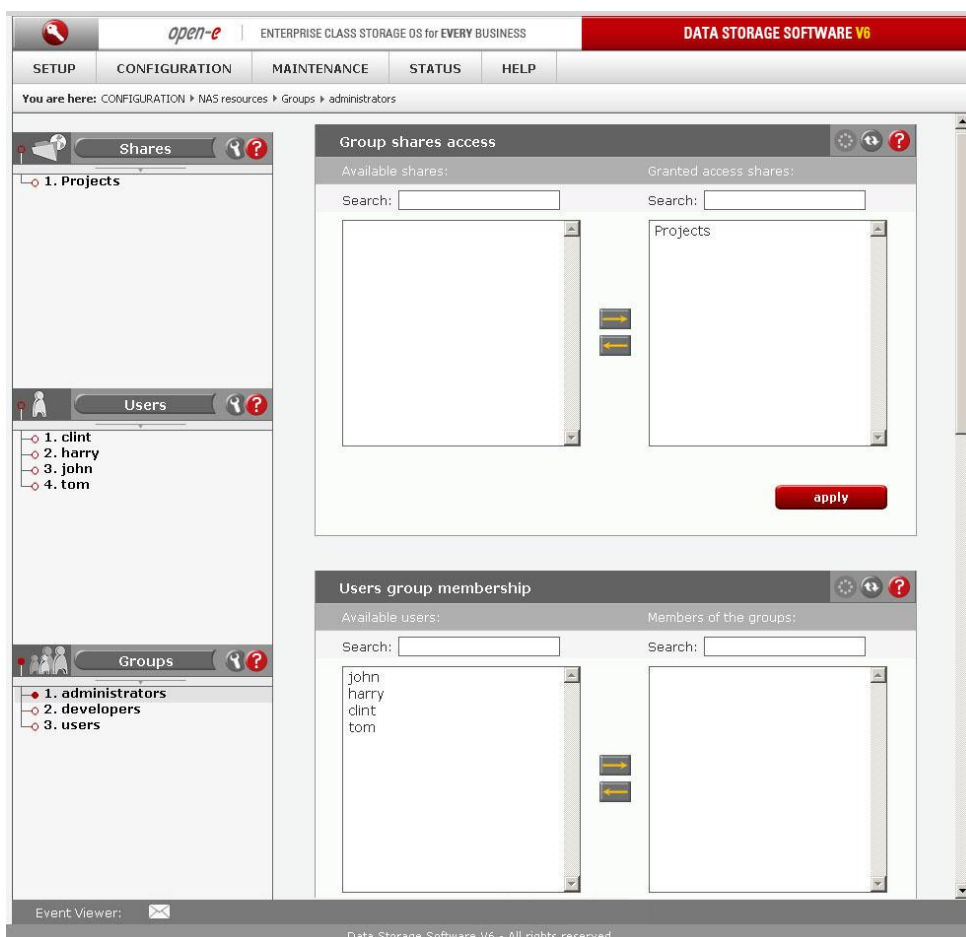 open-e
ENTERPRISE CLASS STORAGE OS for EVERY BUSINESS
DATA STORAGE SOFTWARE V6
SETUP CONFIGURATION MAINTENANCE STATUS HELP
You are here: CONFIGURATION NAS resources Groups administrators
Shares
1. Projects
Users
1. clint
2. harry
3. john
4. tom
Groups
1. administrators
2. developers
3. users
Group shares access
Available shares: Granted access shares:
Search: Search:
Projects
apply
Users group membership
Available users: Members of the groups:
Search: Search:
john
harry
clint
tom
Event Viewer:
Data Storage Software V6 - All rights reserved